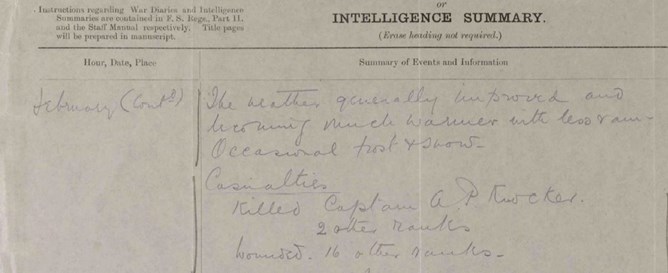 Instructions regarding War Diaries and Intelligence
Summaries are contained in F. S. Regs., Part II.
and the Staff Manual respectively. Title pages
will be prepared in manuscript.
or
INTELLIGENCE SUMMARY.
(Erase heading not required.)
Hour, Date, Place
Summary of Events and Information
February (Contd)
The weather generally improved and
becoming much warmer with less rain -
Occasional frost & snow -
Casualties
Killed Captain A. P. Knocker.
2 other ranks
Wounded. 16 other ranks -